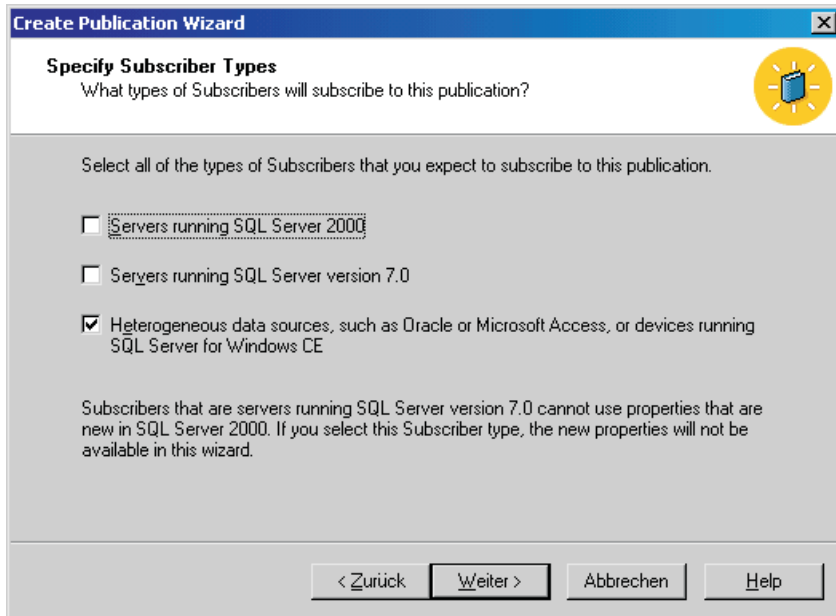 Create Publication Wizard
Specify Subscriber Types
What types of Subscribers will subscribe to this publication?
Select all of the types of Subscribers that you expect to subscribe to this publication.
Servers running SQL Server 2000
Servers running SQL Server version 7.0
Heterogeneous data sources, such as Oracle or Microsoft Access, or devices running
SQL Server for Windows CE
Subscribers that are servers running SQL Server version 7.0 cannot use properties that are
new in SQL Server 2000. If you select this Subscriber type, the new properties will not be
available in this wizard.
< Zurück
Weiter >
Abbrechen
Help